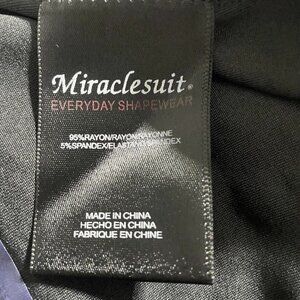 Miraclesuit®
EVERYDAY SHAPEWEAR
95%RAYON/RAYON/RAYONNE
5%SPANDEX/ELASTANO/SPANDEX
MADE IN CHINA
HECHO EN CHINA
FABRIQUE EN CHINE